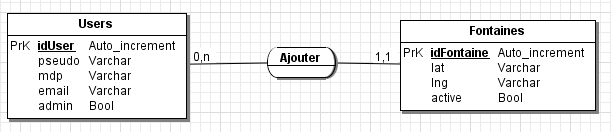 Users
PrK idUser Auto_increment
pseudo Varchar
mdp Varchar
email Varchar
admin Bool
0,n
Ajouter
1,1
Fontaines
PrK idFontaine Auto_increment
lat Varchar
lng Varchar
active Bool